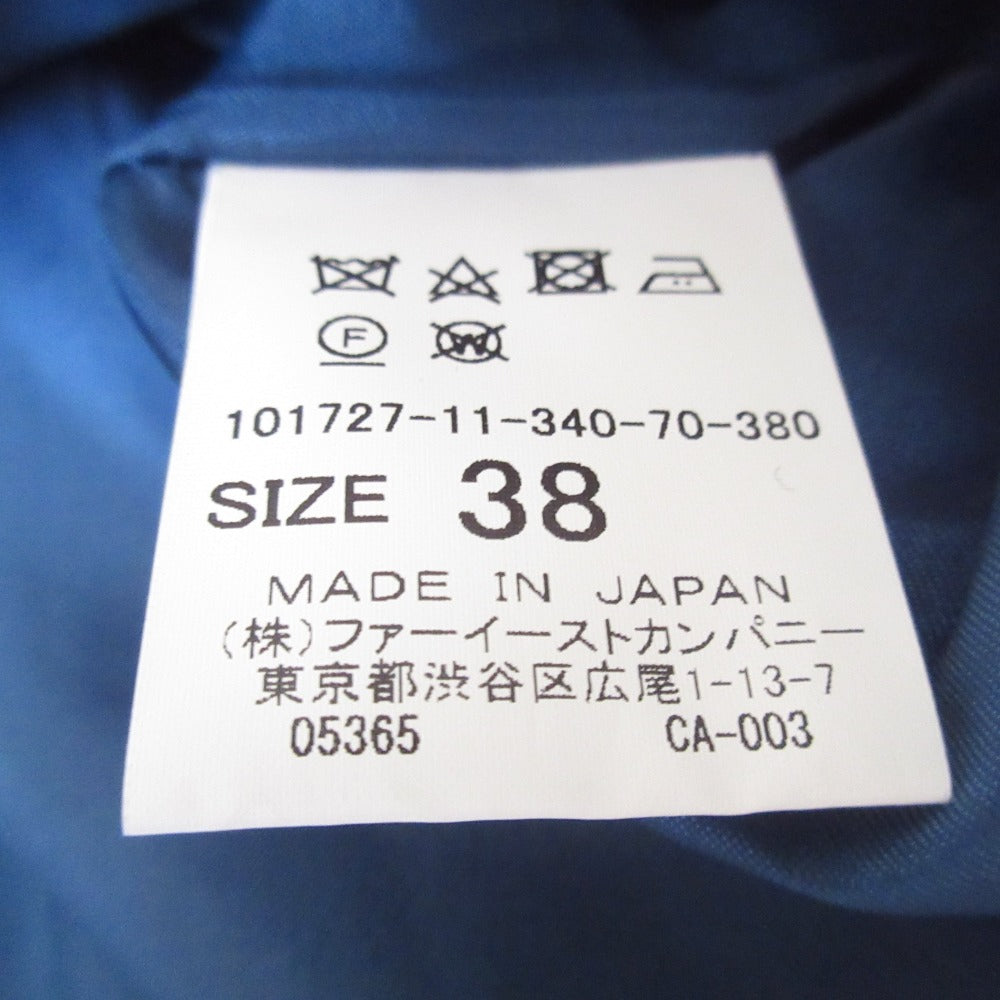 F
W
101727-11-340-70-380
SIZE 38
MADE IN JAPAN
(株)ファーイーストカンパニー
東京都渋谷区広尾1-13-7
05365 CA-003